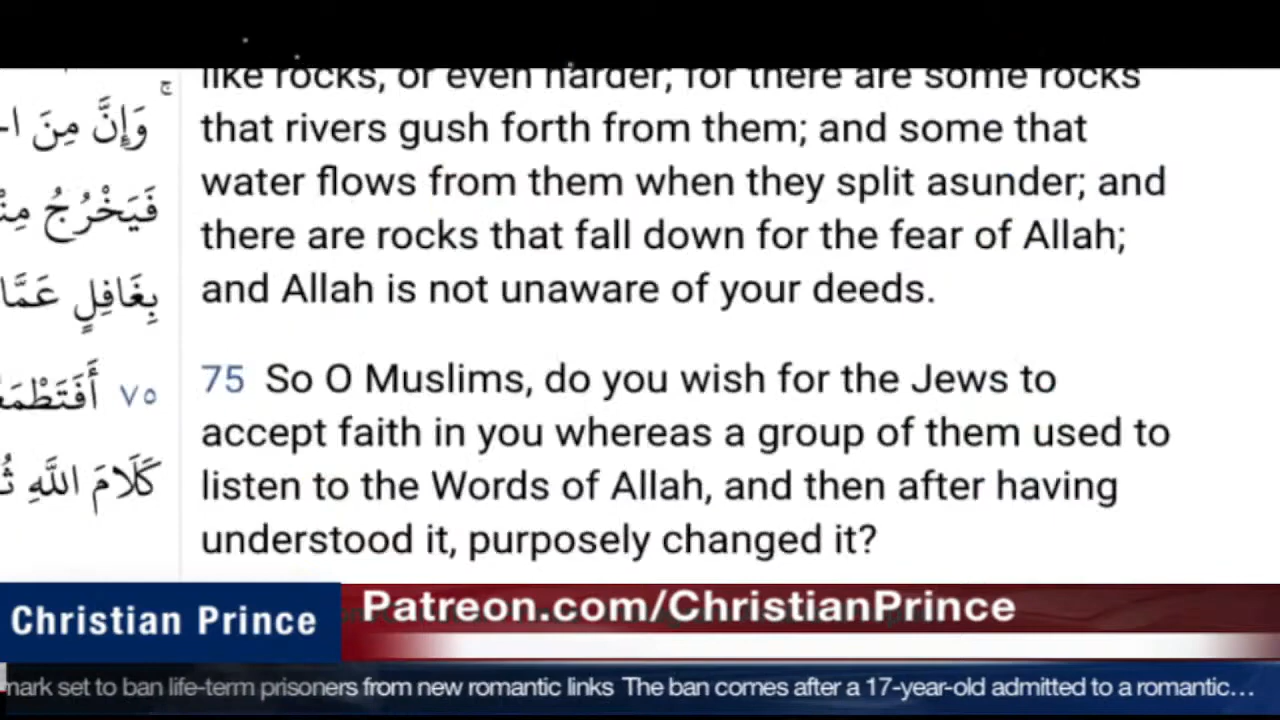 like rocks, or even harder; for there are some rocks
that rivers gush forth from them; and some that
water flows from them when they split asunder; and
there are rocks that fall down for the fear of Allah;
and Allah is not unaware of your deeds.
وَإِنَّ مِنَ
فَيَخْرُجُ
بِغَافِلٍ عَمَّا
٧٥
كَلَامَ اللَّهِ
75 So O Muslims, do you wish for the Jews to
accept faith in you whereas a group of them used to
listen to the Words of Allah, and then after having
understood it, purposely changed it?
Christian Prince
Patreon.com/ChristianPrince
set to ban life-term prisoners from new romantic links The ban comes after a 17-year-old admitted to a romantic…